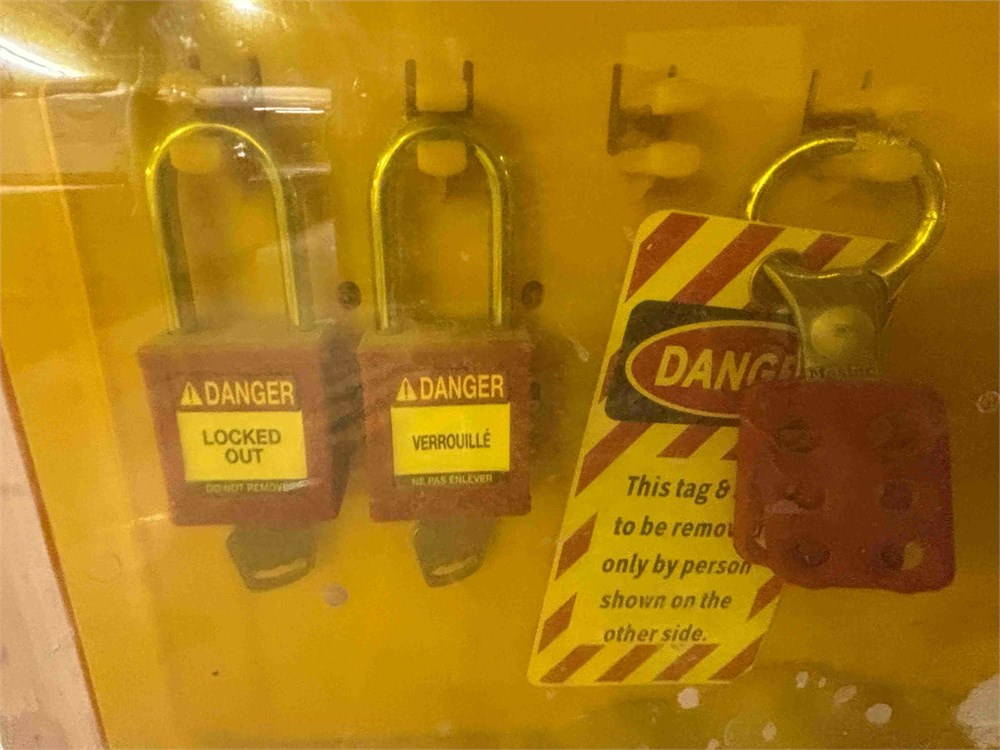 DANGER
LOCKED
OUT
DO NOT REMOVE
DANGER
VERROUILLÉ
NE PAS ENLEVER
This tag &
to be
only by person
shown on the
other side.
Master